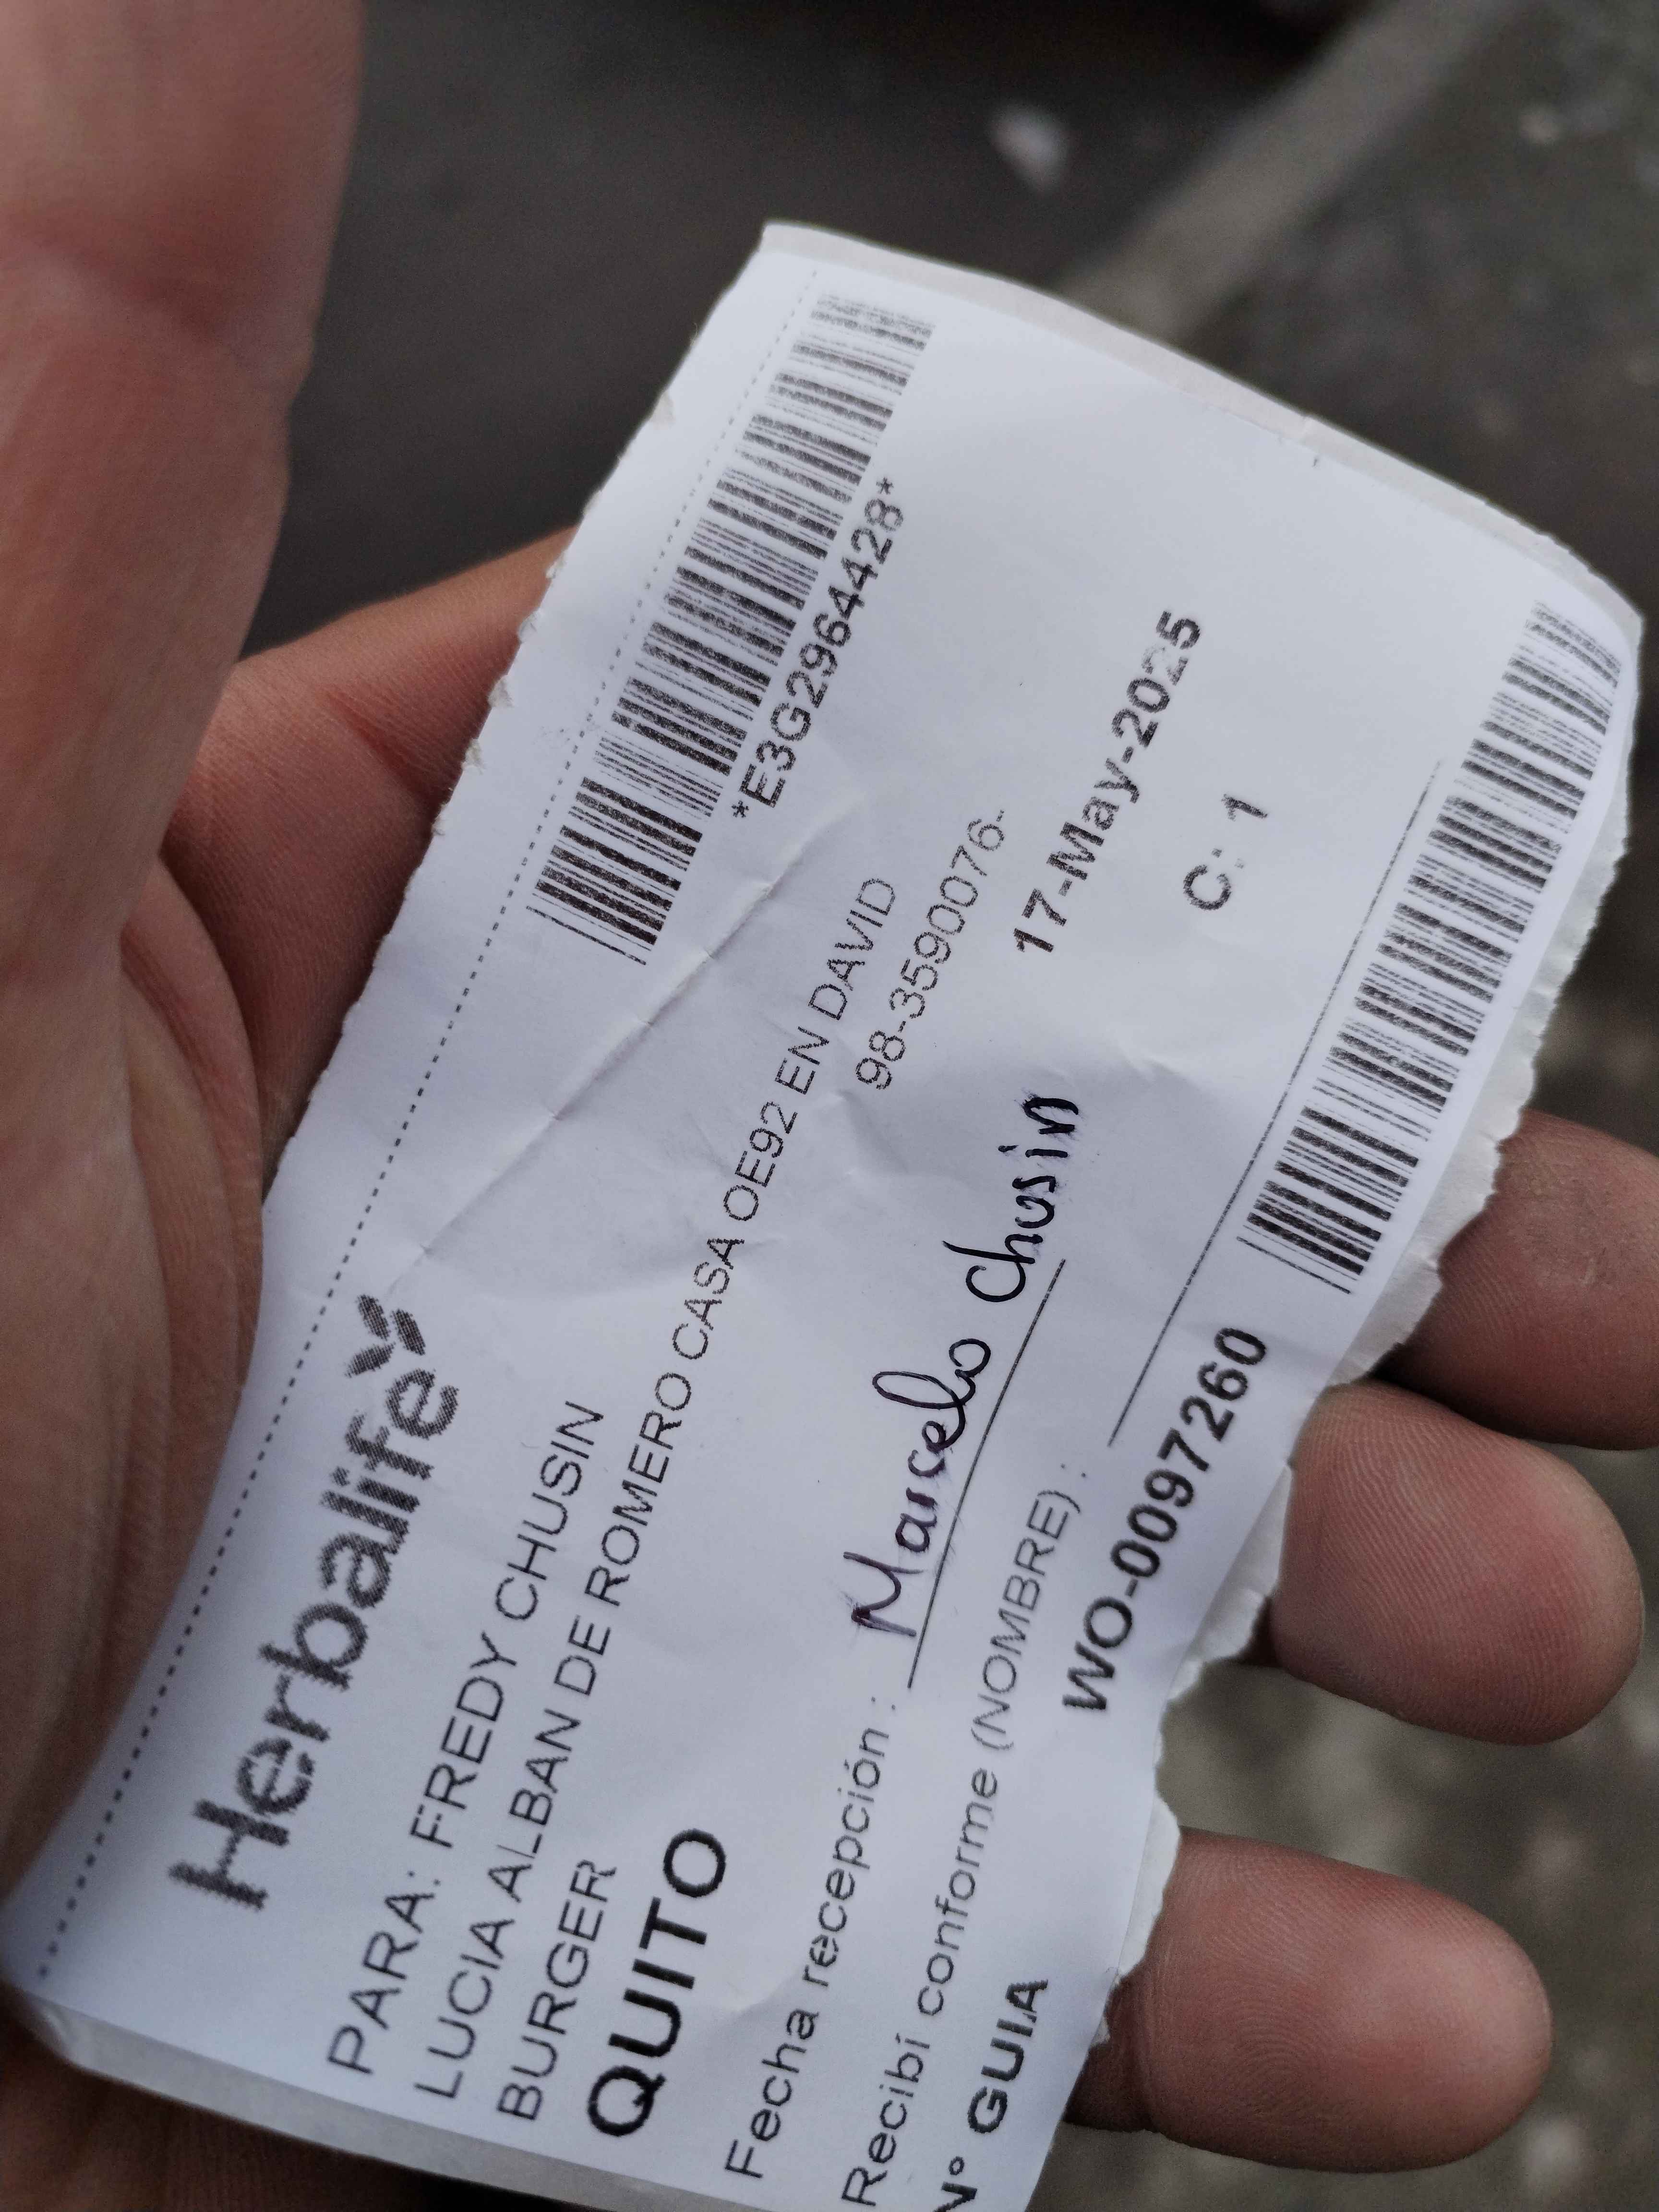 Herbalife
*E3G2964428*
PARA: FREDY CHUSIN
LUCIA ALBAN DE ROMERO CASA OE92 EN DAVID
BURGER
98-3590076-
QUITO
17-May-2025
Fecha recepción : Marcelo Chusin
C: 1
Recibí conforme (NOMBRE) :
N° GUIA WO-0097260